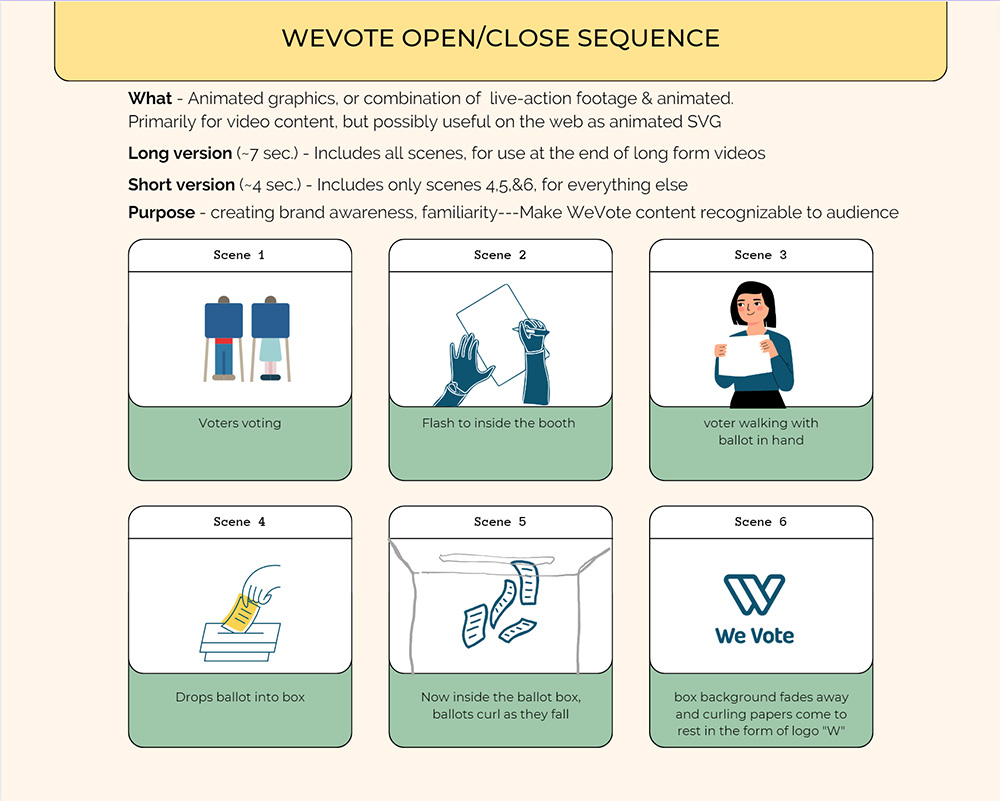 WEVOTE OPEN/CLOSE SEQUENCE
What - Animated graphics, or combination of  live-action footage & animated.
Primarily for video content, but possibly useful on the web as animated SVG
Long version (~7 sec.) - Includes all scenes, for use at the end of long form videos
Short version (~4 sec.) - Includes only scenes 4,5,&6, for everything else
Purpose - creating brand awareness, familiarity---Make WeVote content recognizable to audience
Scene 1
Voters voting
Scene 2
Flash to inside the booth
Scene 3
voter walking with
ballot in hand
Scene 4
Drops ballot into box
Scene 5
Now inside the ballot box,
ballots curl as they fall
Scene 6
We Vote
box background fades away
and curling papers come to
rest in the form of logo "W"